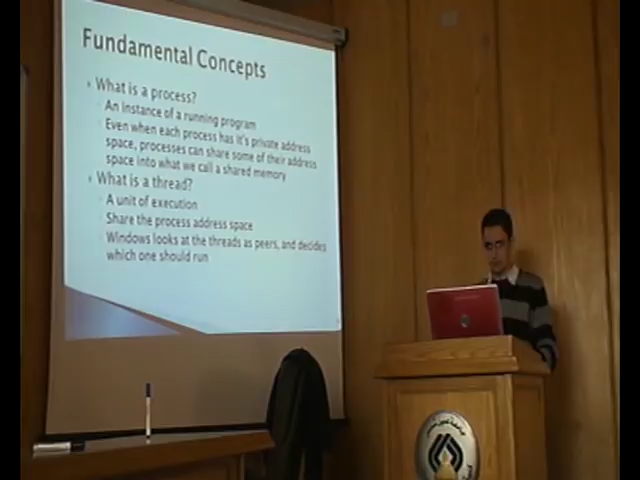 Fundamental Concepts
What is a process?
An instance of a running program
Even when each process has it's private address
space, processes can share some of their address
space into what we call a shared memory
What is a thread?
A unit of execution
Share the process address space
Windows looks at the threads as peers, and decides
which one should run